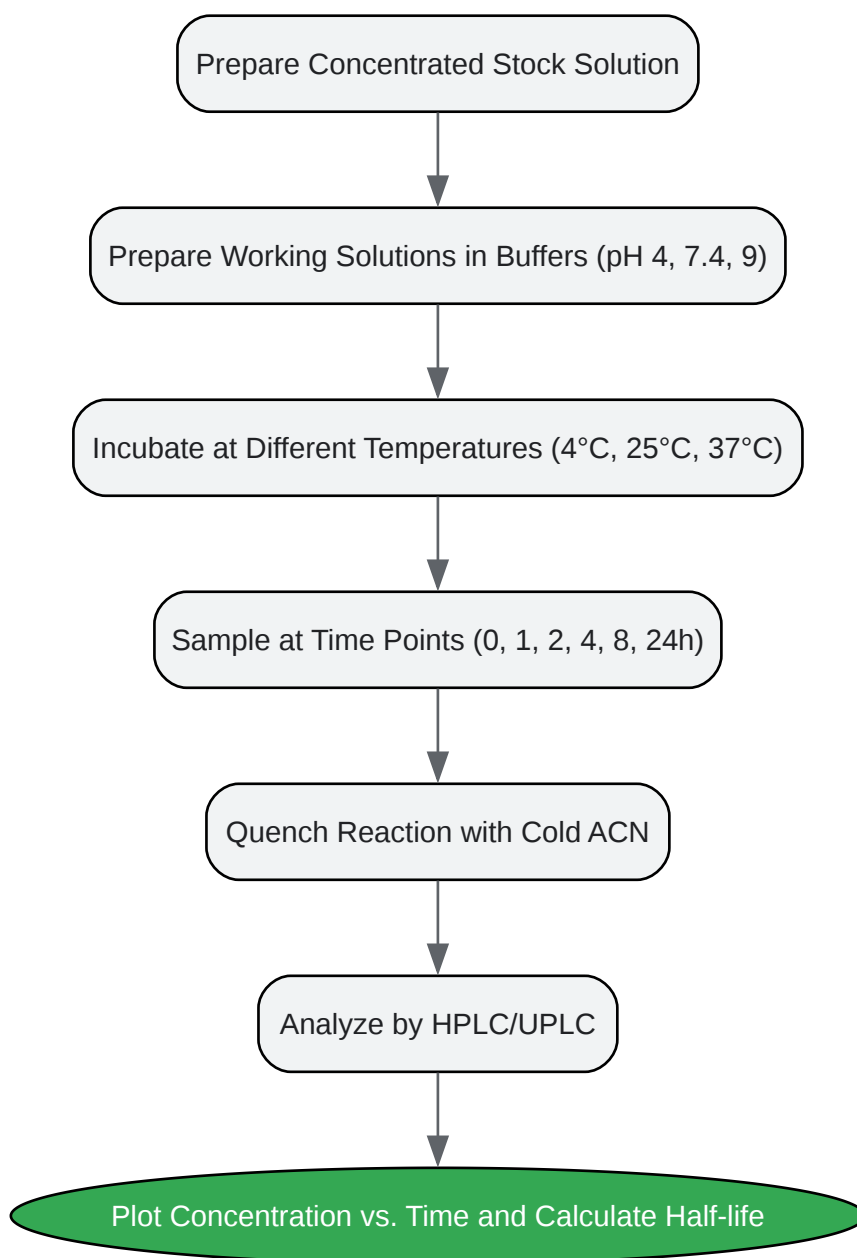 Prepare Concentrated Stock Solution
Prepare Working Solutions in Buffers (pH 4, 7.4, 9)
Incubate at Different Temperatures (4°C, 25°C, 37°C)
Sample at Time Points (0, 1, 2, 4, 8, 24h)
Quench Reaction with Cold ACN
Analyze by HPLC/UPLC
Plot Concentration vs. Time and Calculate Half-life